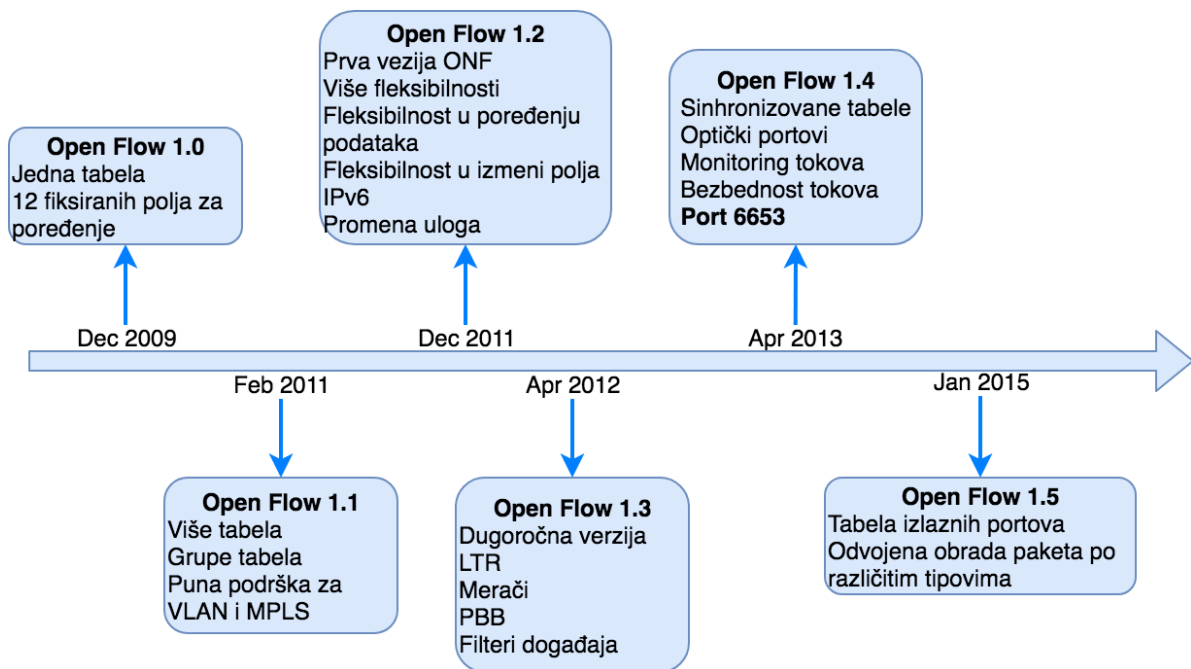 Open Flow 1.0
Jedna tabela
12 fiksiranih polja za
poređenje
Open Flow 1.2
Prva vezija ONF
Više fleksibilnosti
Fleksibilnost u poređenju
podataka
Fleksibilnost u izmeni polja
IPv6
Promena uloga
Open Flow 1.4
Sinhronizovane tabele
Optički portovi
Monitoring tokova
Bezbednost tokova
Port 6653
Dec 2009
Dec 2011
Apr 2013
Feb 2011
Apr 2012
Jan 2015
Open Flow 1.1
Više tabela
Grupe tabela
Puna podrška za
VLAN i MPLS
Open Flow 1.3
Dugoročna verzija
LTR
Merači
PBB
Filteri događaja
Open Flow 1.5
Tabela izlaznih portova
Odvojena obrada paketa po
različitim tipovima